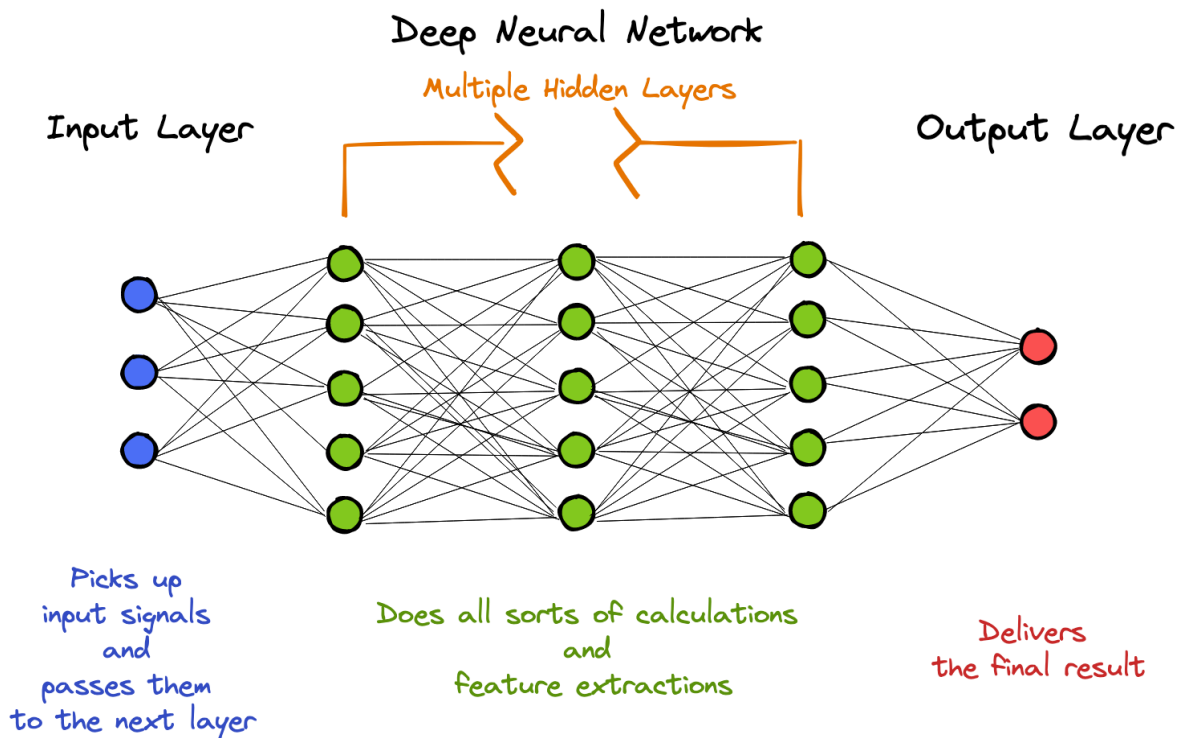 Deep Neural Network
Multiple Hidden Layers
Input Layer
Output Layer
Picks up
input signals
and
passes them
to the next layer
Does all sorts of calculations
and
feature extractions
Delivers
the final result